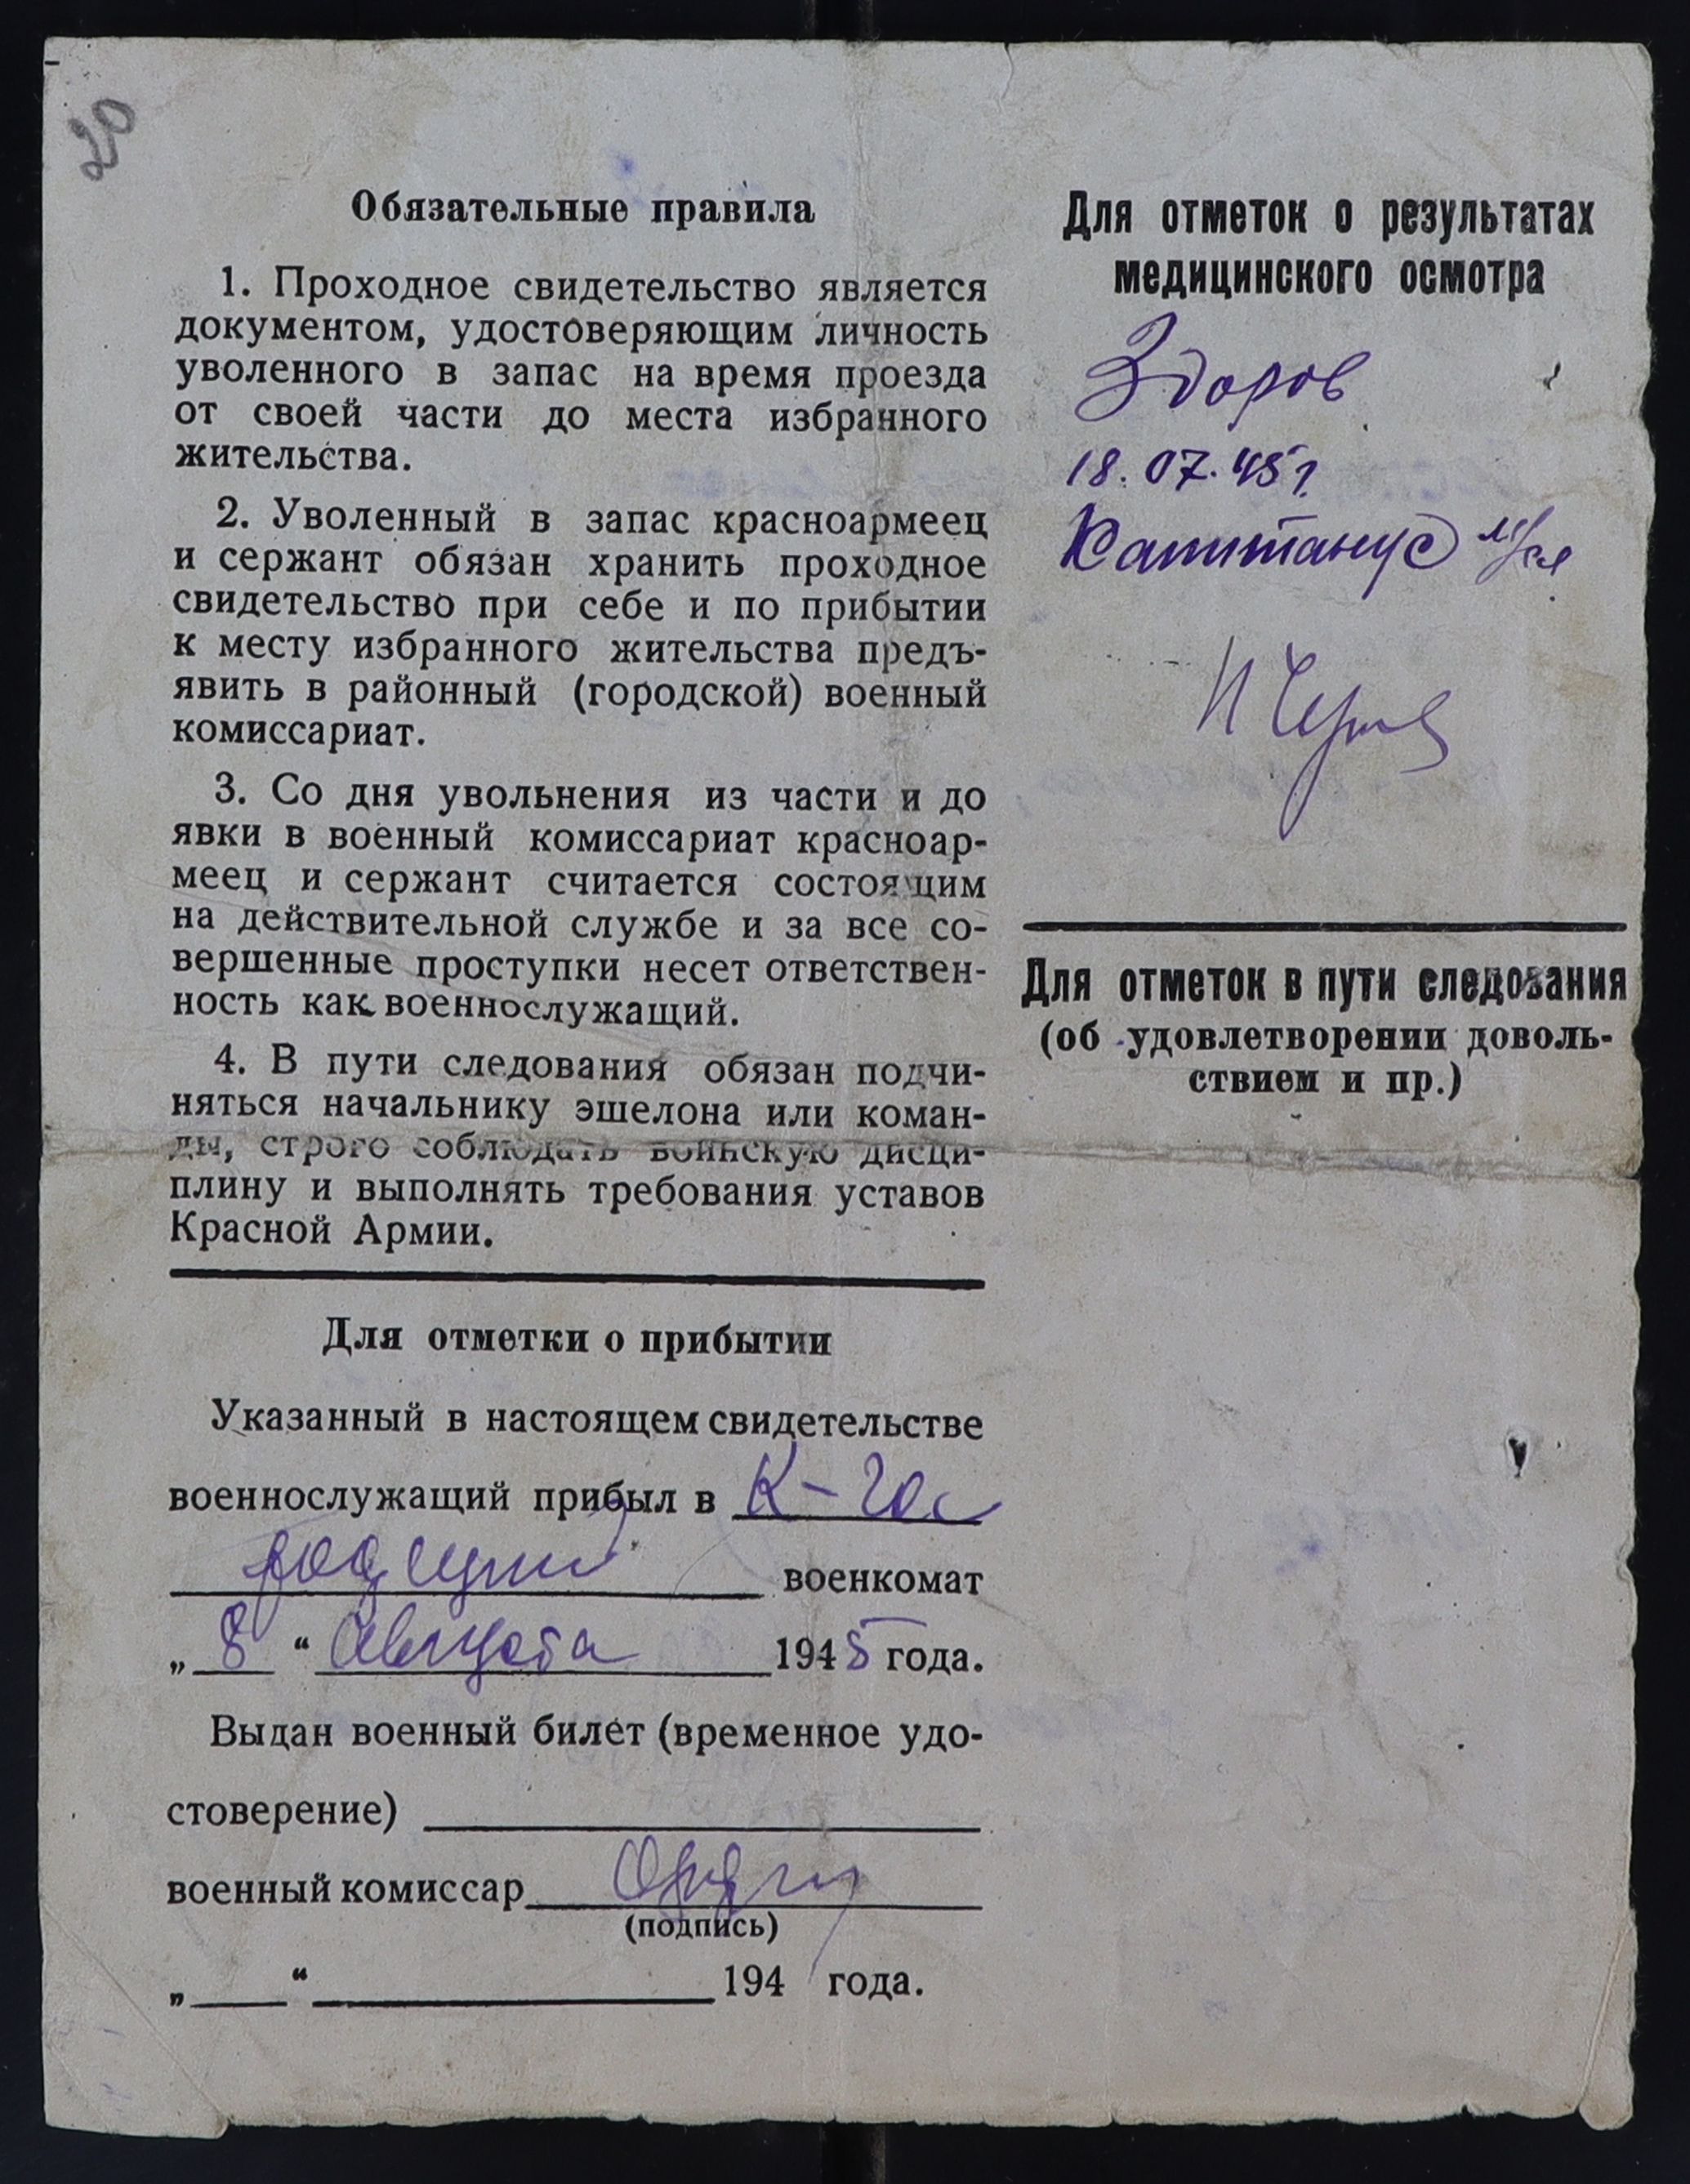 20
Обязательные правила
1. Проходное свидетельство является
документом, удостоверяющим личность
уволенного в запас на время проезда
от своей части до места избранного
жительства.
2. Уволенный в запас красноармеец
и сержант обязан хранить проходное
свидетельство при себе и по прибытии
к месту избранного жительства предъ-
явить в районный (городской) военный
комиссариат.
3. Со дня увольнения из части и до
явки в военный комиссариат красноар-
меец и сержант считается состоящим
на действительной службе и за все со-
вершенные проступки несет ответствен-
ность как военнослужащий.
4. В пути следования обязан подчи-
няться начальнику эшелона или коман-
ды, строго соблюдать воинскую дисци-
плину и выполнять требования уставов
Красной Армии.
Для отметки о прибытии
Указанный в настоящем свидетельстве
военнослужащий прибыл в К-
военкомат
„ 8 “ Августа 1945 года.
Выдан военный билет (временное удо-
стоверение)
военный комиссар
(подпись)
„ “ 194 года.
Для отметок о результатах
медицинского осмотра
Здоров
18.07.45 г.
Капитан м/сл
Для отметок в пути следования
(об удовлетворении доволь-
ствием и пр.)